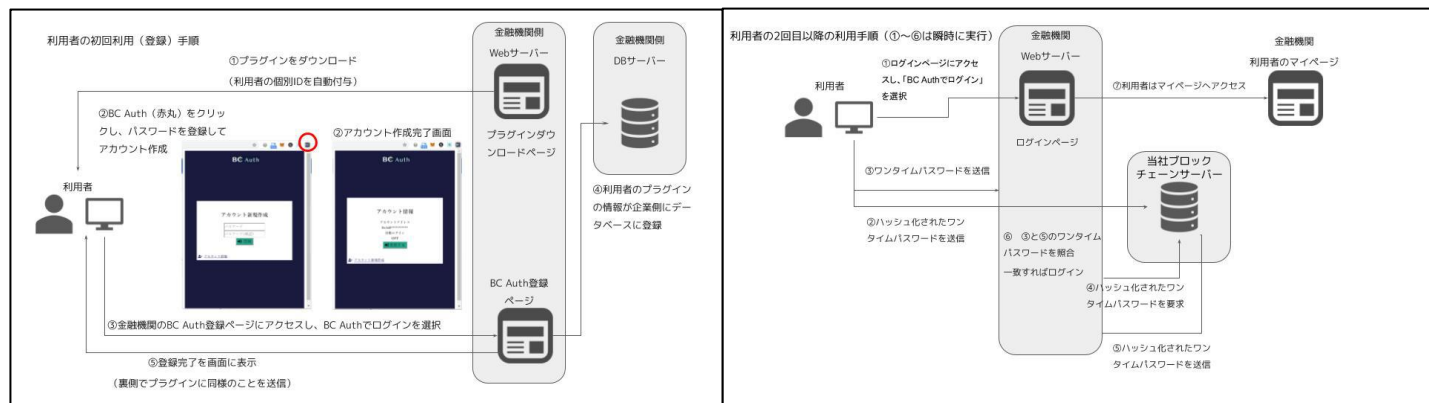 利用者の初回利用（登録）手順
金融機関側
Webサーバー
金融機関側
DBサーバー
①プラグインをダウンロード
（利用者の個別IDを自動付与）
②BC Auth（赤丸）をクリッ
クし、パスワードを登録して
アカウント作成
②アカウント作成完了画面
プラグインダウ
ンロードページ
BC Auth
BC Auth
アカウント新規作成
アカウント情報
利用者
④利用者のプラグイン
の情報が企業側にデー
タベースに登録
BC Auth登録
ページ
③金融機関のBC Auth登録ページにアクセスし、BC Authでログインを選択
⑤登録完了を画面に表示
（裏側でプラグインに同様のことを送信）
利用者の2回目以降の利用手順（①～⑥は瞬時に実行）
金融機関
Webサーバー
金融機関
利用者のマイページ
①ログインページにアクセ
スし、「BC Authでログイン」
を選択
利用者
⑦利用者はマイページへアクセス
ログインページ
当社ブロック
チェーンサーバー
③ワンタイムパスワードを送信
②ハッシュ化されたワン
タイムパスワードを送信
⑥ ③と⑤のワンタイム
パスワードを照合
一致すればログイン
④ハッシュ化されたワン
タイムパスワードを要求
⑤ハッシュ化されたワン
タイムパスワードを送信